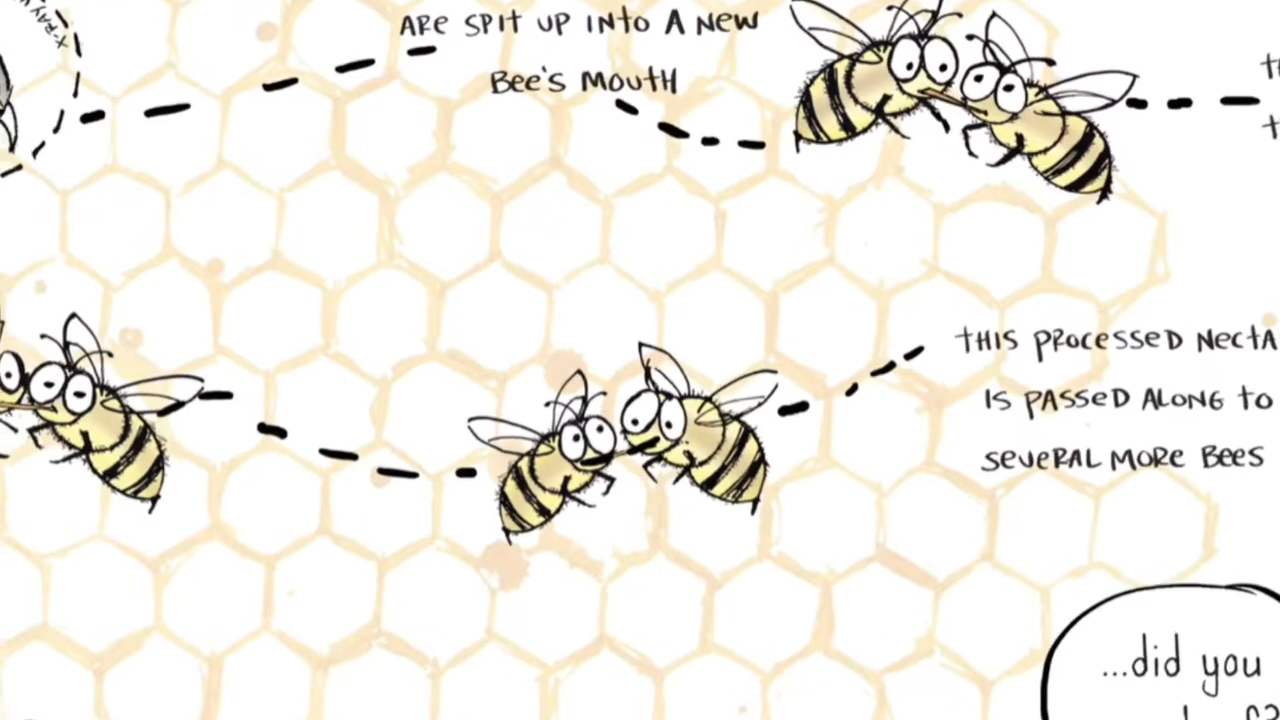 X-RAY
ARE SPIT UP INTO A NEW
BEE'S MOUTH
THIS PROCESSED NECTA
IS PASSED ALONG TO
SEVERAL MORE BEES
...did you